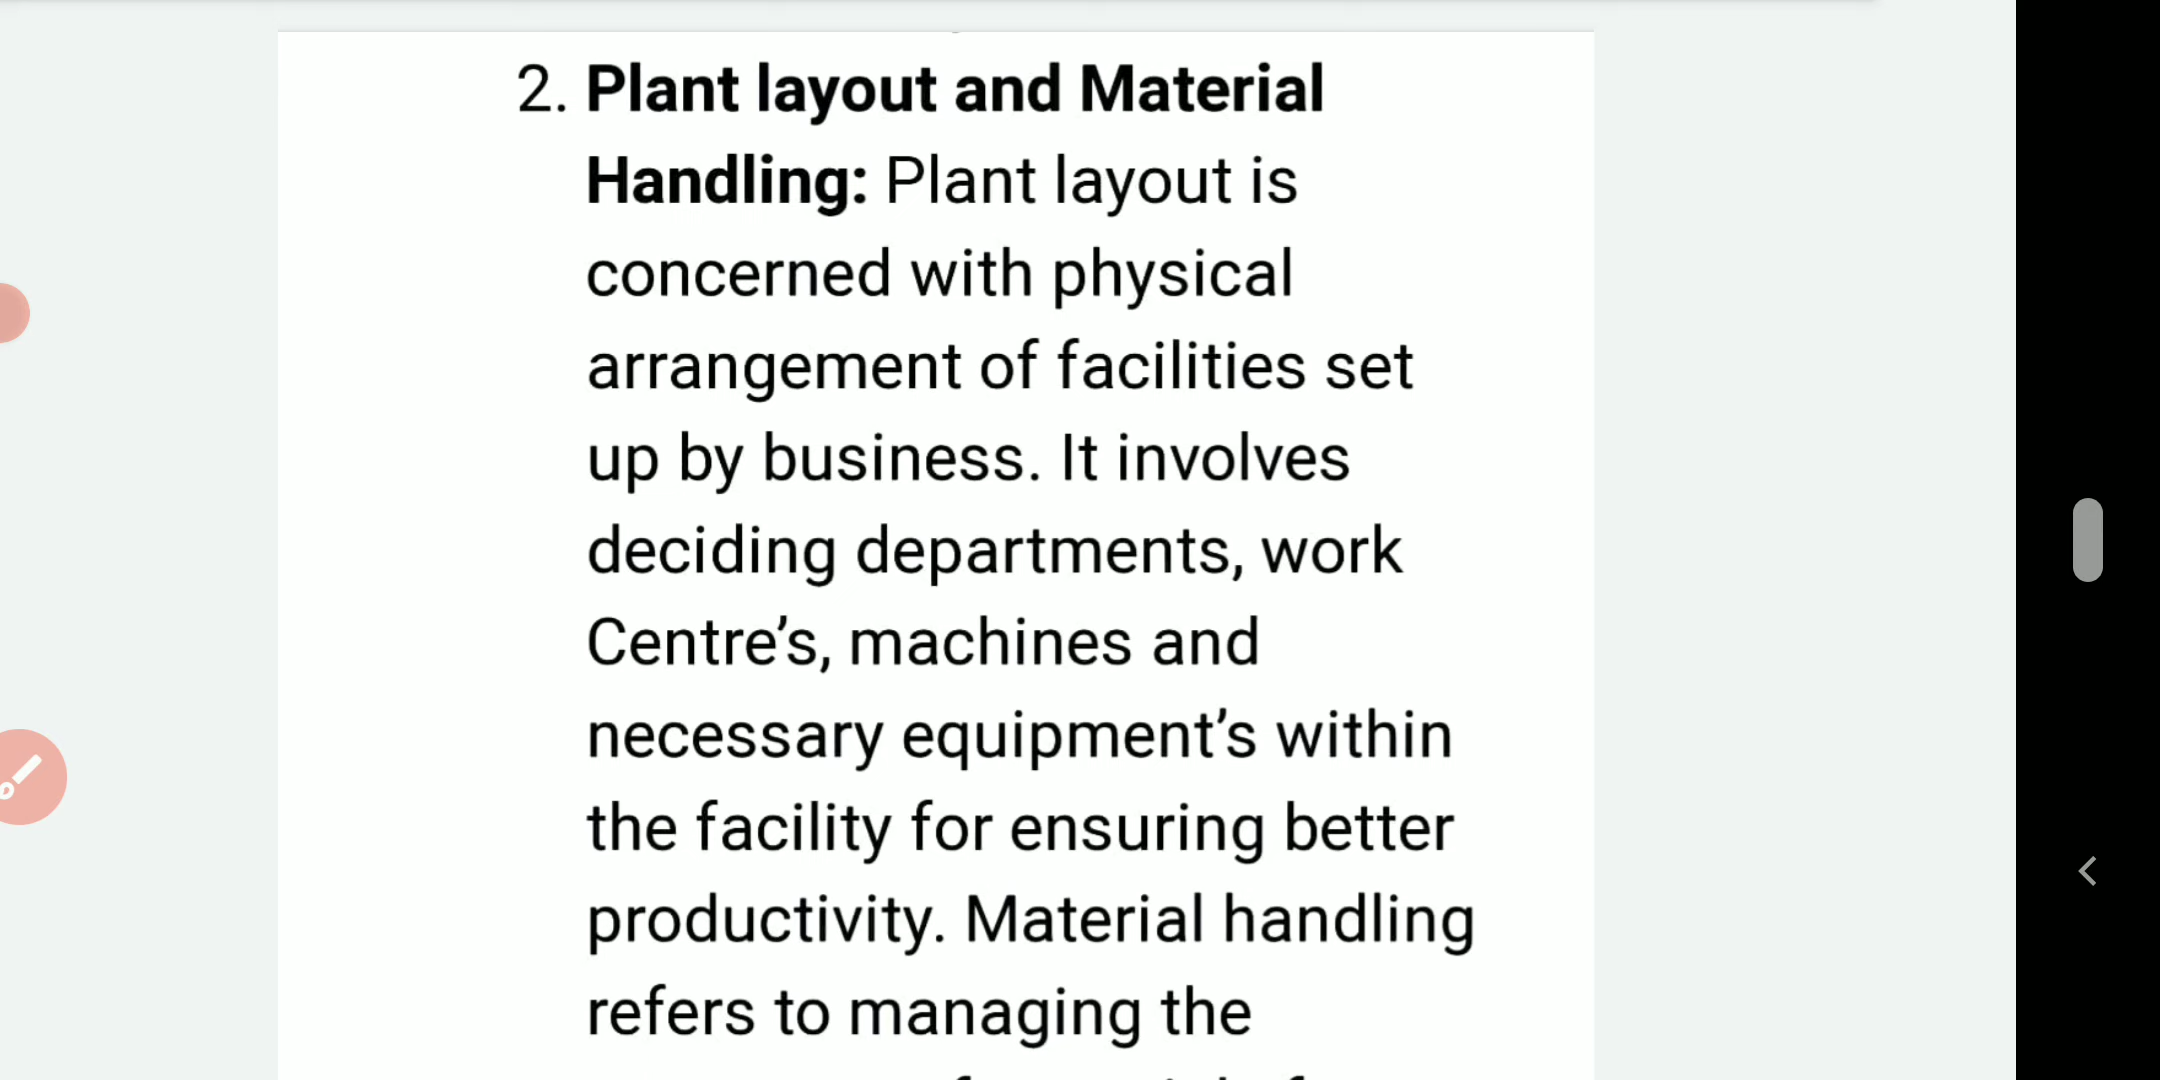 2. Plant layout and Material
Handling: Plant layout is
concerned with physical
arrangement of facilities set
up by business. It involves
deciding departments, work
Centre’s, machines and
necessary equipment’s within
the facility for ensuring better
productivity. Material handling
refers to managing the